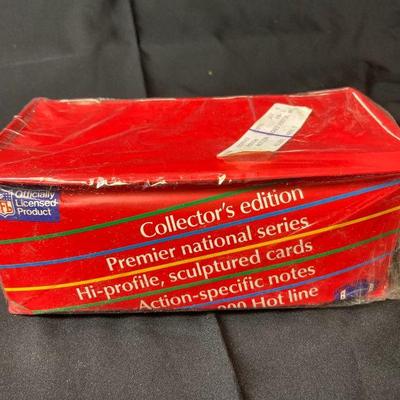 Officially
Licensed
Product
Collector's edition
Premier national series
Hi-profile, sculptured cards
Action-specific notes
Hot line